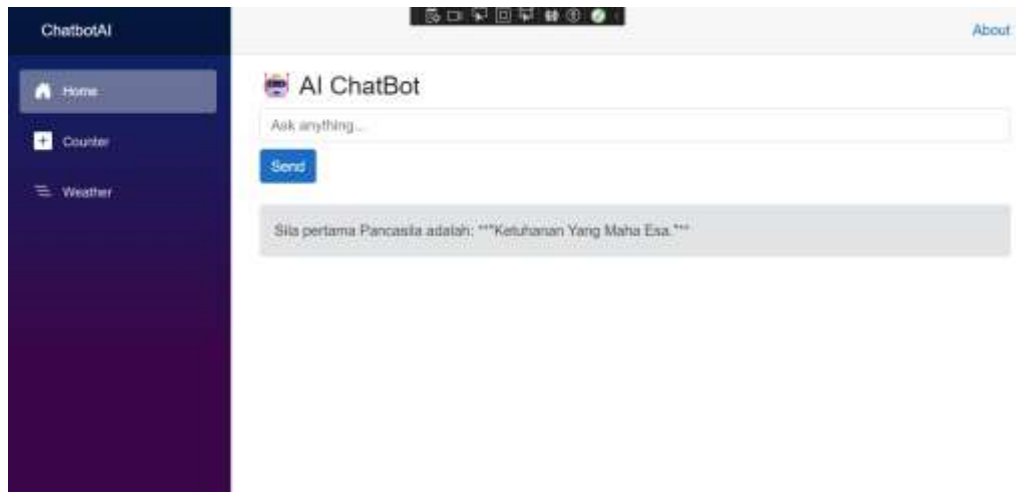 ChatbotAI
About
Home
Counter
Weather
AI ChatBot
Ask anything...
Send
Sila pertama Pancasila adalah: **"Ketuhanan Yang Maha Esa."**